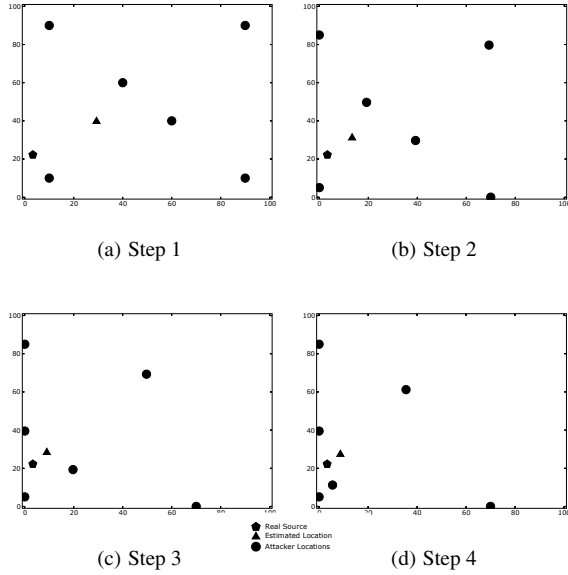 100
80
60
40
20
0
0 20 40 60 80 100
(a) Step 1
100
80
60
40
20
0
0 20 40 60 80 100
(b) Step 2
100
80
60
40
20
0
0 20 40 60 80 100
(c) Step 3
100
80
60
40
20
0
0 20 40 60 80 100
(d) Step 4
Real Source
Estimated Location
Attacker Locations